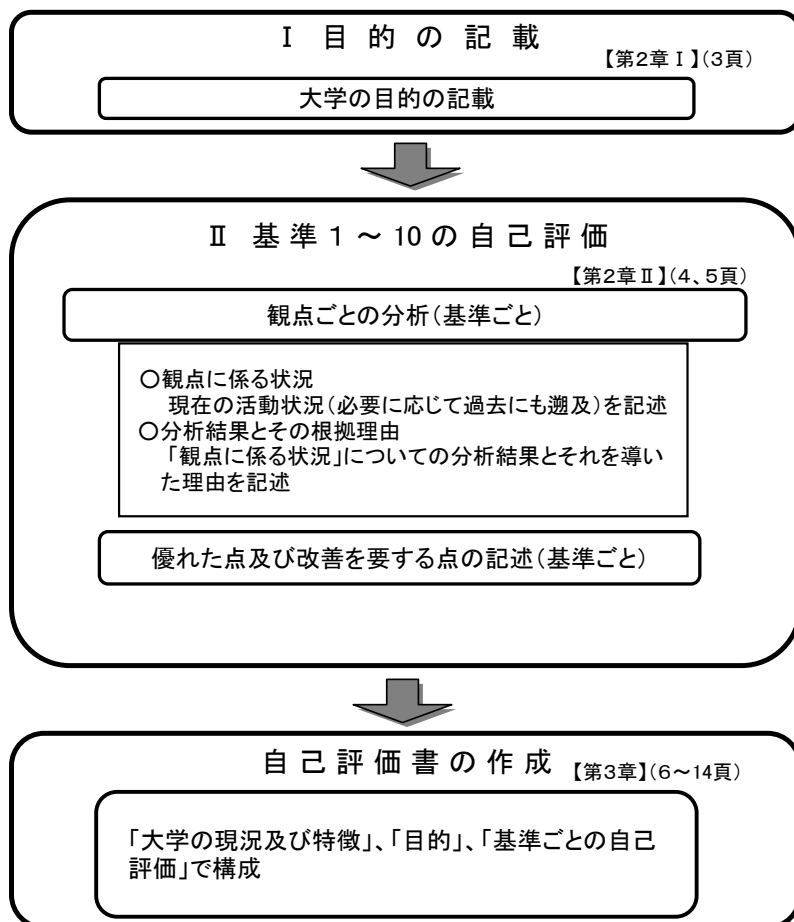 Ⅰ 目的の記載
【第2章Ⅰ】(3頁)
大学の目的の記載
Ⅱ 基準1～10の自己評価
【第2章Ⅱ】(4、5頁)
観点ごとの分析(基準ごと)
○観点に係る状況
現在の活動状況(必要に応じて過去にも遡及)を記述
○分析結果とその根拠理由
「観点に係る状況」についての分析結果とそれを導い
た理由を記述
優れた点及び改善を要する点の記述(基準ごと)
自己評価書の作成 【第3章】(6～14頁)
「大学の現況及び特徴」、「目的」、「基準ごとの自己
評価」で構成